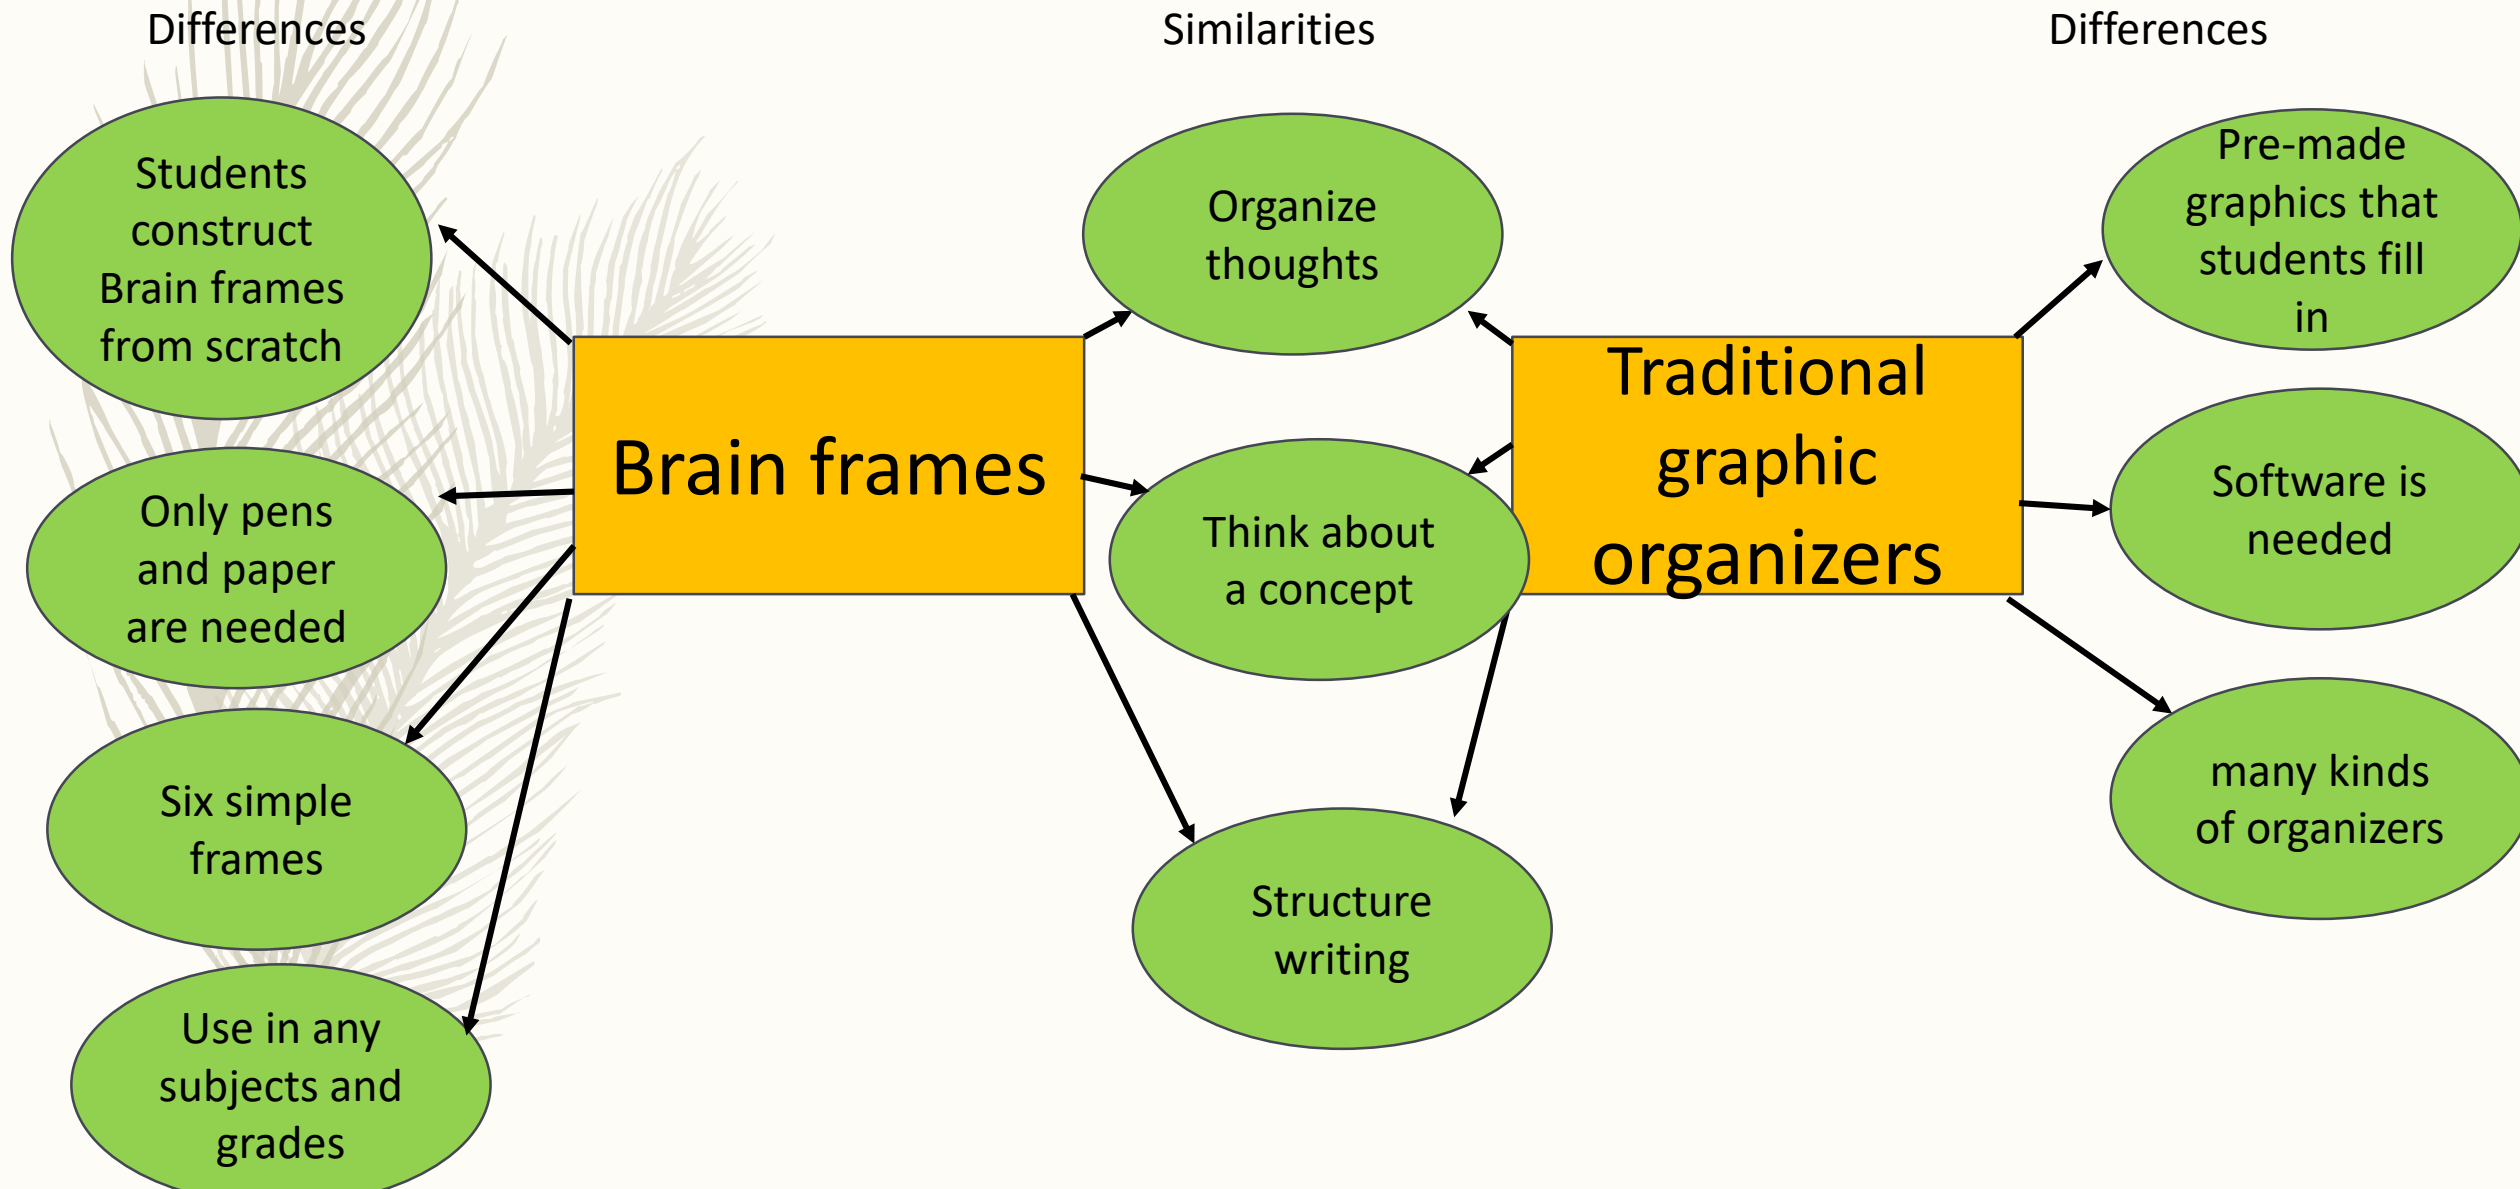 Differences
Similarities
Differences
Students
construct
Brain frames
from scratch
Only pens
and paper
are needed
Six simple
frames
Use in any
subjects and
grades
Brain frames
Organize
thoughts
Think about
a concept
Structure
writing
Traditional
graphic
organizers
Pre-made
graphics that
students fill
in
Software is
needed
many kinds
of organizers